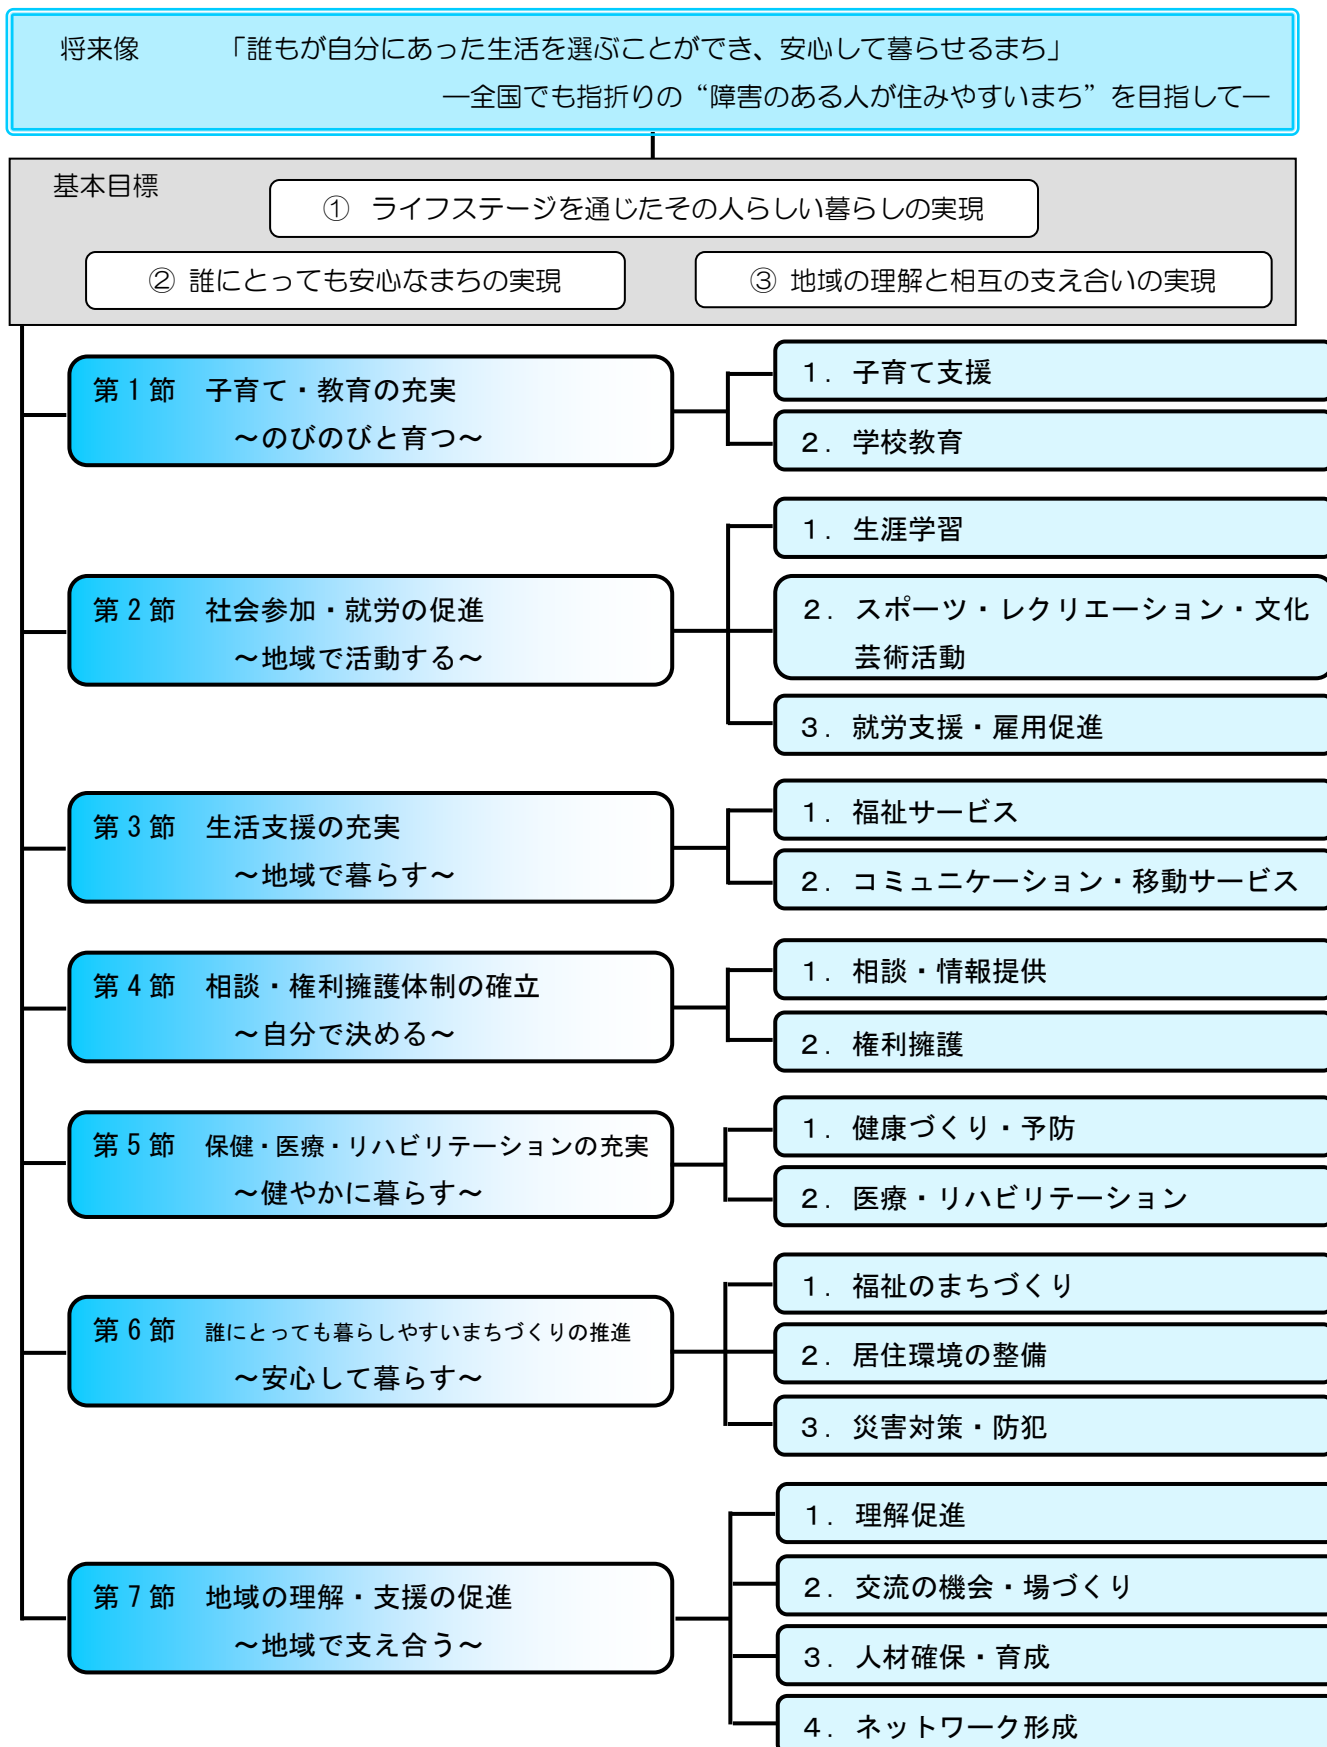 将来像　「誰もが自分にあった生活を選ぶことができ、安心して暮らせるまち」
―全国でも指折りの“障害のある人が住みやすいまち”を目指して―
基本目標
① ライフステージを通じたその人らしい暮らしの実現
② 誰にとっても安心なまちの実現
③ 地域の理解と相互の支え合いの実現
第１節　子育て・教育の充実
～のびのびと育つ～
１．子育て支援
２．学校教育
第２節　社会参加・就労の促進
～地域で活動する～
１．生涯学習
２．スポーツ・レクリエーション・文化
芸術活動
３．就労支援・雇用促進
第３節　生活支援の充実
～地域で暮らす～
１．福祉サービス
２．コミュニケーション・移動サービス
第４節　相談・権利擁護体制の確立
～自分で決める～
１．相談・情報提供
２．権利擁護
第５節　保健・医療・リハビリテーションの充実
～健やかに暮らす～
１．健康づくり・予防
２．医療・リハビリテーション
第６節　誰にとっても暮らしやすいまちづくりの推進
～安心して暮らす～
１．福祉のまちづくり
２．居住環境の整備
３．災害対策・防犯
第７節　地域の理解・支援の促進
～地域で支え合う～
１．理解促進
２．交流の機会・場づくり
３．人材確保・育成
４．ネットワーク形成